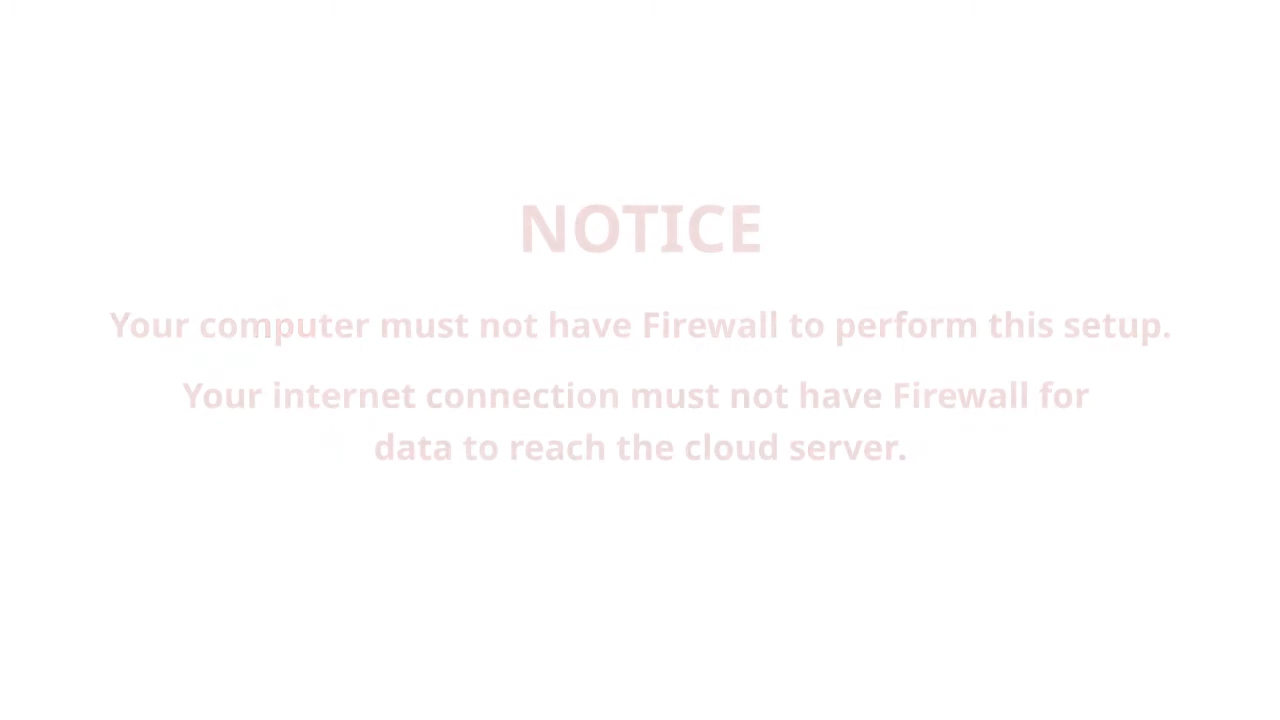 NOTICE
Your computer must not have Firewall to perform this setup.
Your internet connection must not have Firewall for
data to reach the cloud server.